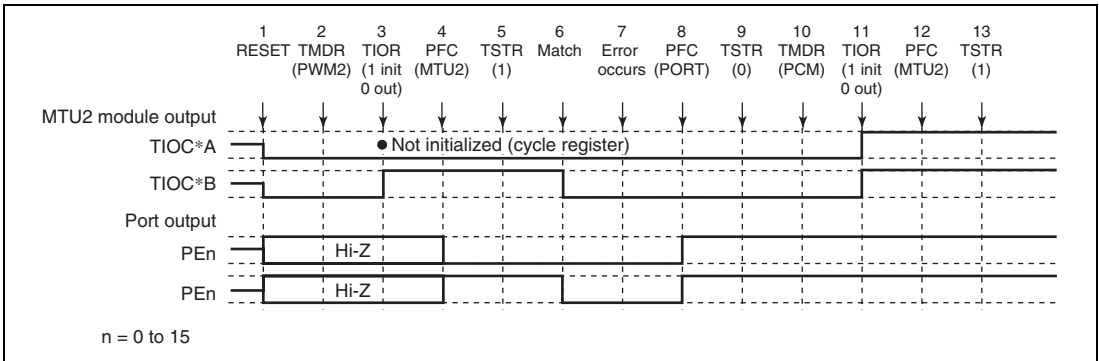 1 2 3 4 5 6 7 8 9 10 11 12 13
RESET TMDR TIOR PFC TSTR Match Error PFC TSTR TMDR TIOR PFC TSTR
(PWM2) (1 init (MTU2) (1) occurs (PORT) (0) (PCM) (1 init (MTU2) (1)
0 out) 0 out)
MTU2 module output
TIOC*A ● Not initialized (cycle register)
TIOC*B
Port output
PEn Hi-Z
PEn Hi-Z
n = 0 to 15